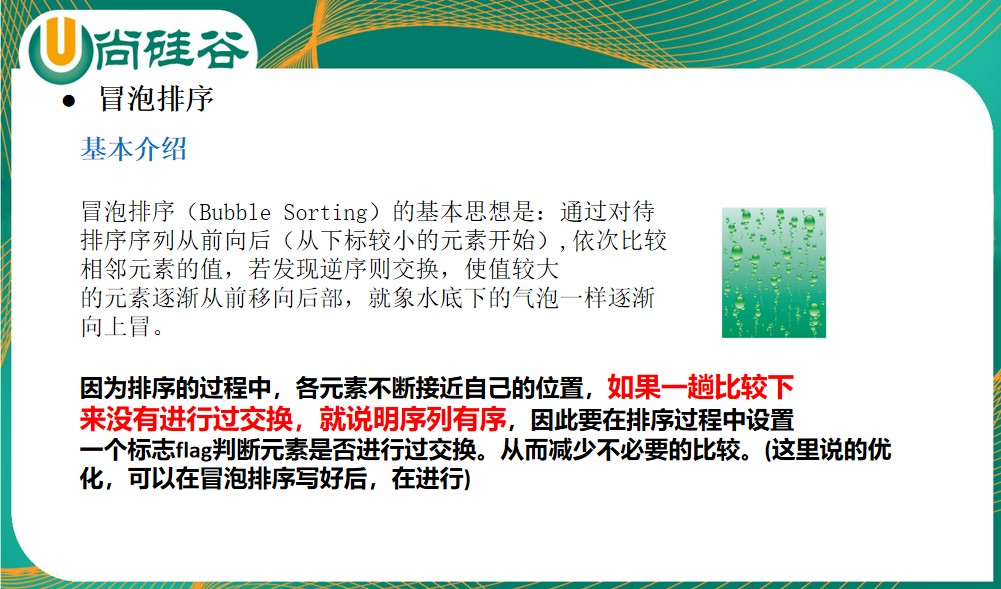 尚硅谷
● 冒泡排序
基本介绍
冒泡排序（Bubble Sorting）的基本思想是：通过对待
排序序列从前向后（从下标较小的元素开始）,依次比较
相邻元素的值，若发现逆序则交换，使值较大
的元素逐渐从前移向后部，就象水底下的气泡一样逐渐
向上冒。
因为排序的过程中，各元素不断接近自己的位置，如果一趟比较下
来没有进行过交换，就说明序列有序，因此要在排序过程中设置
一个标志flag判断元素是否进行过交换。从而减少不必要的比较。(这里说的优
化，可以在冒泡排序写好后，在进行)